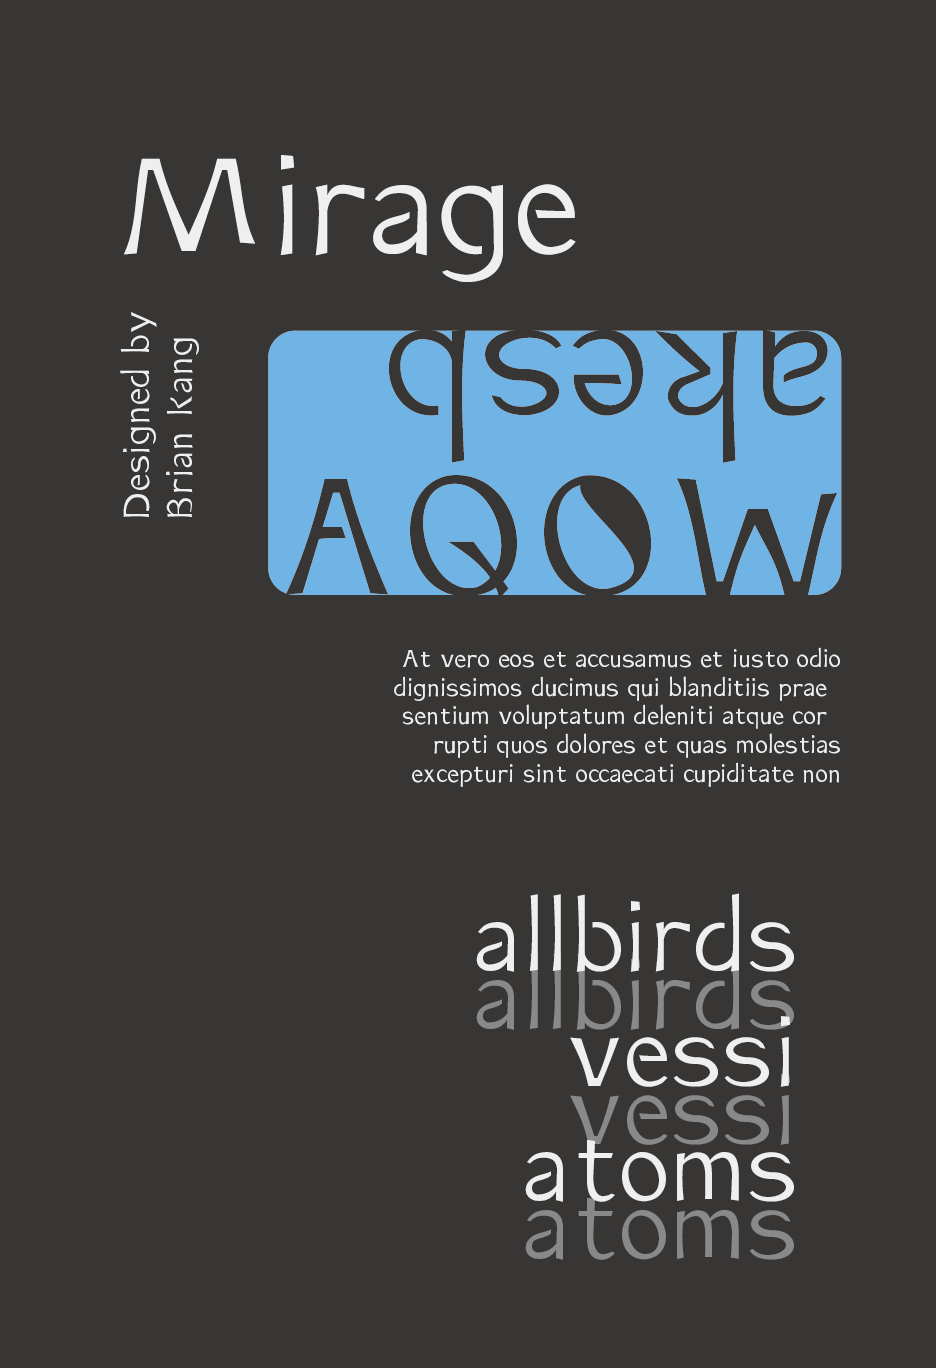 Mirage
Designed by
Brian Kang
akesb
AQOW
At vero eos et accusamus et iusto odio
dignissimos ducimus qui blanditiis prae
sentium voluptatum deleniti atque cor
rupti quos dolores et quas molestias
excepturi sint occaecati cupiditate non
allbirds
allbirds
vessi
vessi
atoms
atoms